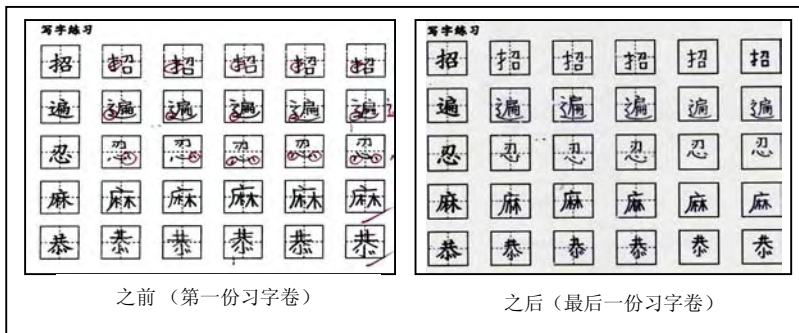 写字练习
招 招 招 招 招 招
遍 遍 遍 遍 遍 遍
忍 忍 忍 忍 忍 忍
麻 麻 麻 麻 麻 麻
恭 恭 恭 恭 恭 恭
之前 （第一份习字卷）
写字练习
招 招 招 招 招 招
遍 遍 遍 遍 遍 遍
忍 忍 忍 忍 忍 忍
麻 麻 麻 麻 麻 麻
恭 恭 恭 恭 恭 恭
之后（最后一份习字卷）